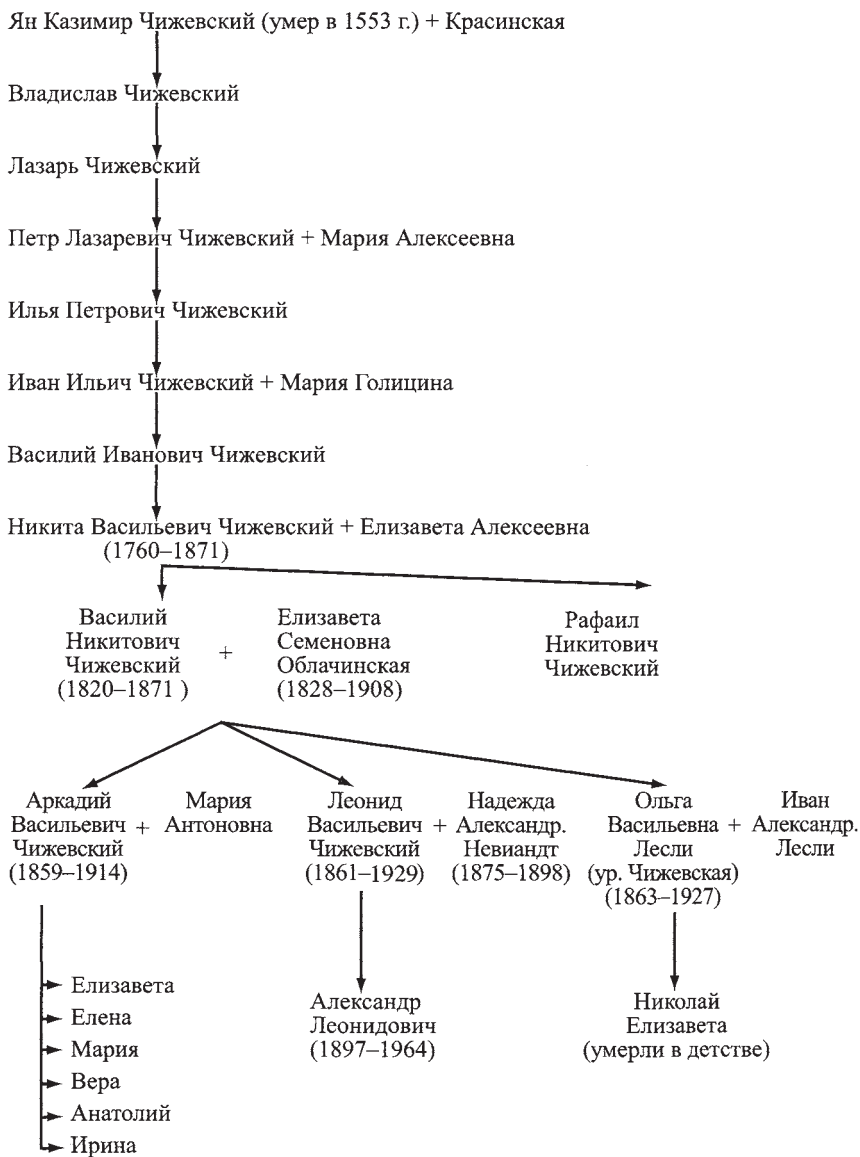 Ян Казимир Чижевский (умер в 1553 г.) + Красинская
Владислав Чижевский
Лазарь Чижевский
Петр Лазаревич Чижевский + Мария Алексеевна
Илья Петрович Чижевский
Иван Ильич Чижевский + Мария Голицина
Василий Иванович Чижевский
Никита Васильевич Чижевский + Елизавета Алексеевна
(1760–1871)
Василий
Никитович
Чижевский
(1820–1871 )
+
Елизавета
Семеновна
Облачинская
(1828–1908)
Рафаил
Никитович
Чижевский
Аркадий
Васильевич
Чижевский
(1859–1914)
+
Мария
Антоновна
Леонид
Васильевич
Чижевский
(1861–1929)
+
Надежда
Александр.
Невиандт
(1875–1898)
Ольга
Васильевна
Лесли
(ур. Чижевская)
(1863–1927)
+
Иван
Александр.
Лесли
Елизавета
Елена
Мария
Вера
Анатолий
Ирина
Александр
Леонидович
(1897–1964)
Николай
Елизавета
(умерли в детстве)